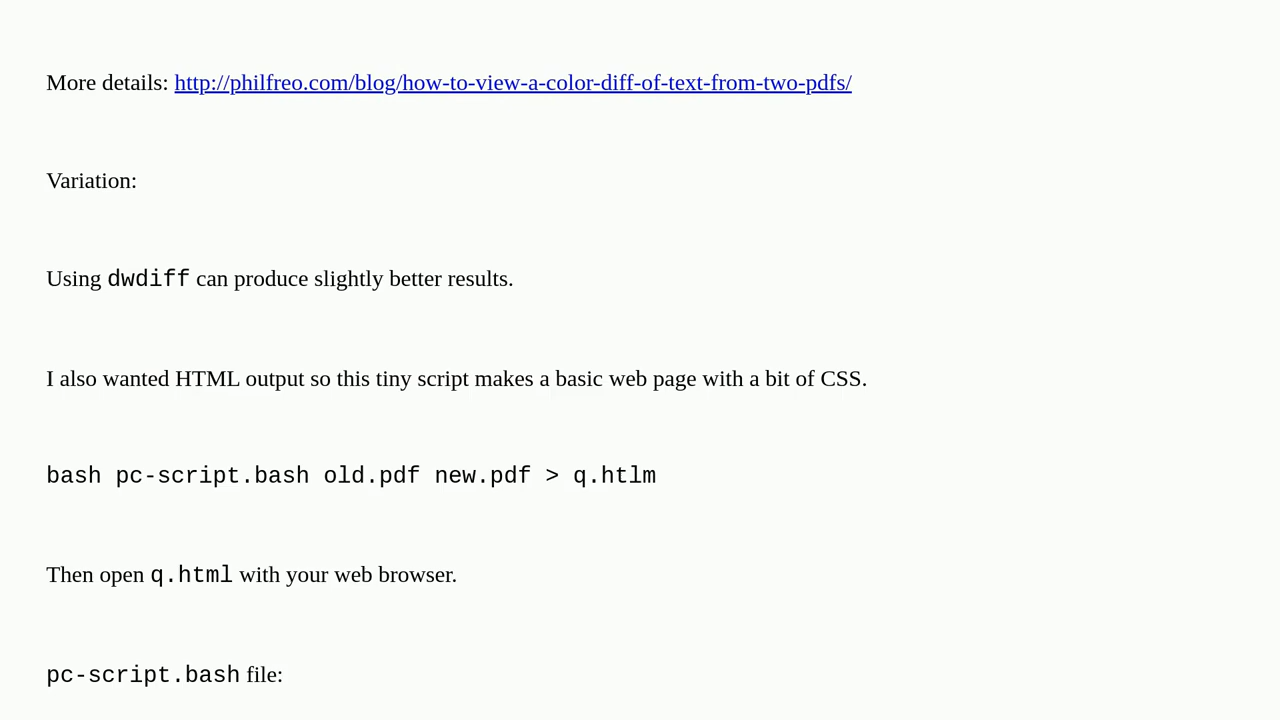 More details: http://philfreo.com/blog/how-to-view-a-color-diff-of-text-from-two-pdfs/
Variation:
Using dwdiff can produce slightly better results.
I also wanted HTML output so this tiny script makes a basic web page with a bit of CSS.
bash pc-script.bash old.pdf new.pdf > q.htlm
Then open q.html with your web browser.
pc-script.bash file: